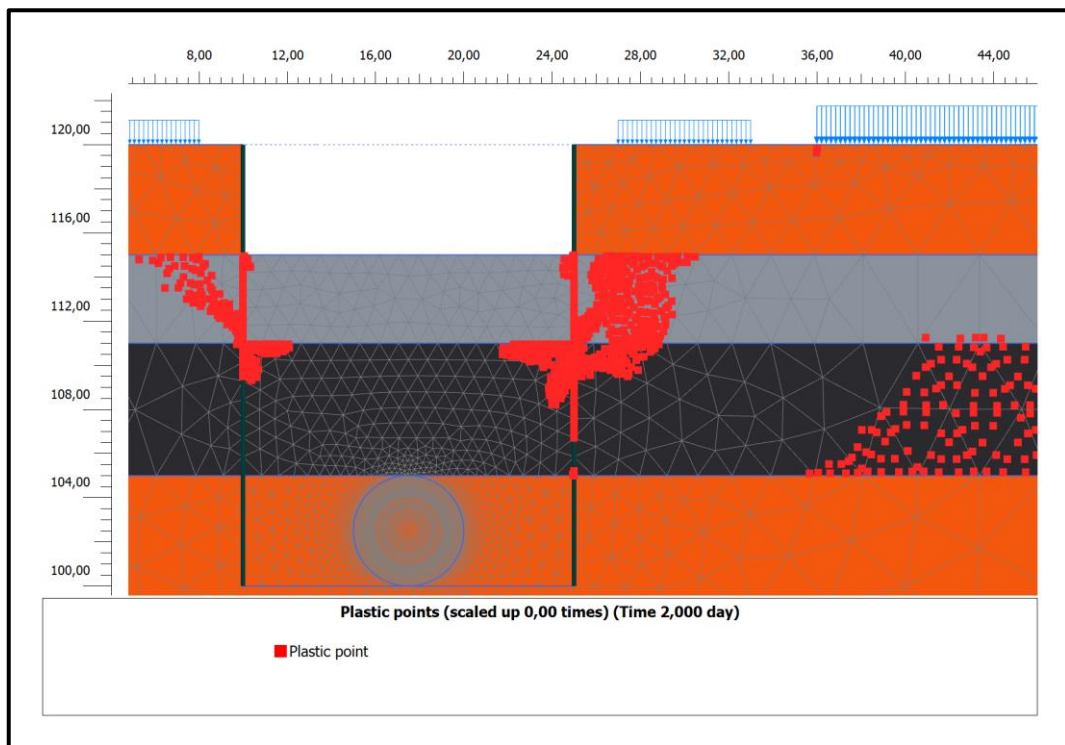 8,00 12,00 16,00 20,00 24,00 28,00 32,00 36,00 40,00 44,00
120,00
116,00
112,00
108,00
104,00
100,00
Plastic points (scaled up 0,00 times) (Time 2,000 day)
Plastic point